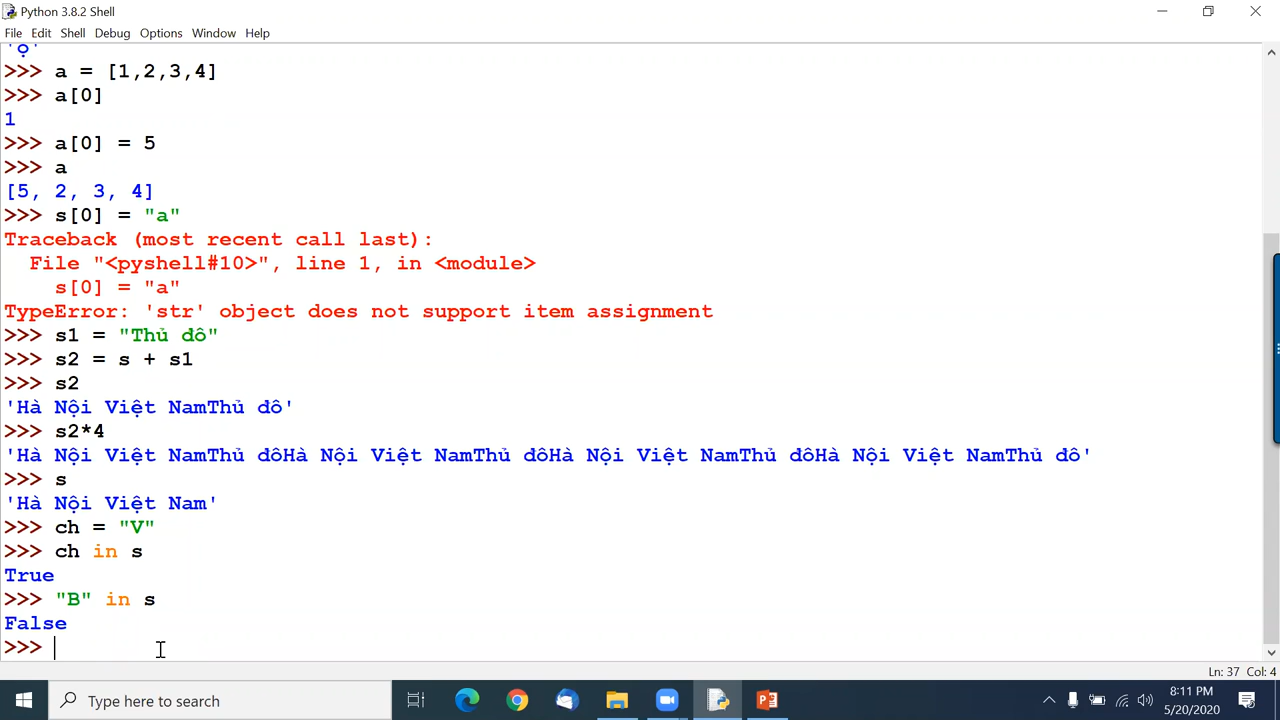 Python 3.8.2 Shell
File Edit Shell Debug Options Window Help
'ọ'
>>> a = [1,2,3,4]
>>> a[0]
1
>>> a[0] = 5
>>> a
[5, 2, 3, 4]
>>> s[0] = "a"
Traceback (most recent call last):
  File "<pyshell#10>", line 1, in <module>
    s[0] = "a"
TypeError: 'str' object does not support item assignment
>>> s1 = "Thủ đô"
>>> s2 = s + s1
>>> s2
'Hà Nội Việt NamThủ đô'
>>> s2*4
'Hà Nội Việt NamThủ đôHà Nội Việt NamThủ đôHà Nội Việt NamThủ đôHà Nội Việt NamThủ đô'
>>> s
'Hà Nội Việt Nam'
>>> ch = "V"
>>> ch in s
True
>>> "B" in s
False
>>>
Ln: 37 Col: 4
Type here to search
8:11 PM
5/20/2020